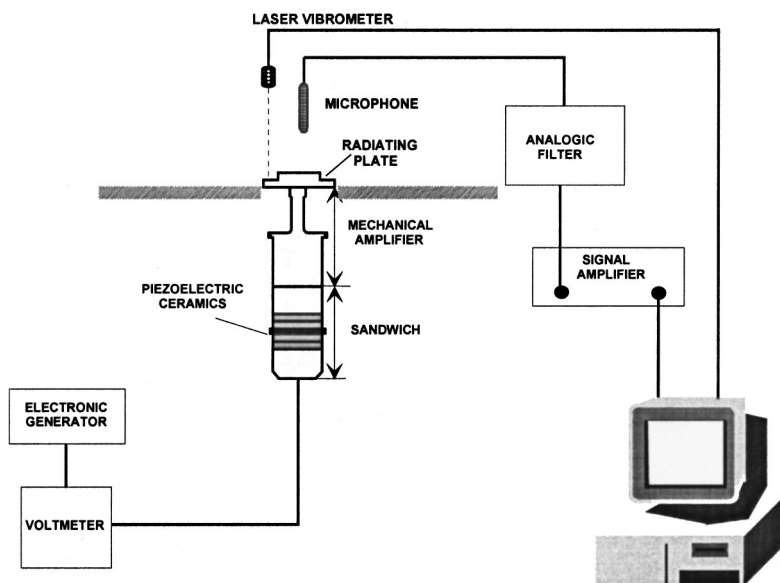 LASER VIBROMETER
MICROPHONE
RADIATING
PLATE
ANALOGIC
FILTER
MECHANICAL
AMPLIFIER
SIGNAL
AMPLIFIER
PIEZOELECTRIC
CERAMICS
SANDWICH
ELECTRONIC
GENERATOR
VOLTMETER